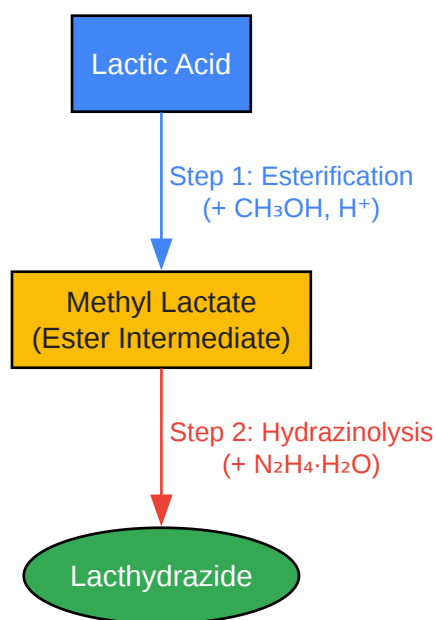 Lactic Acid
Step 1: Esterification
(+ CH₃OH, H⁺)
Methyl Lactate
(Ester Intermediate)
Step 2: Hydrazinolysis
(+ N₂H₄·H₂O)
Lacthydrazide